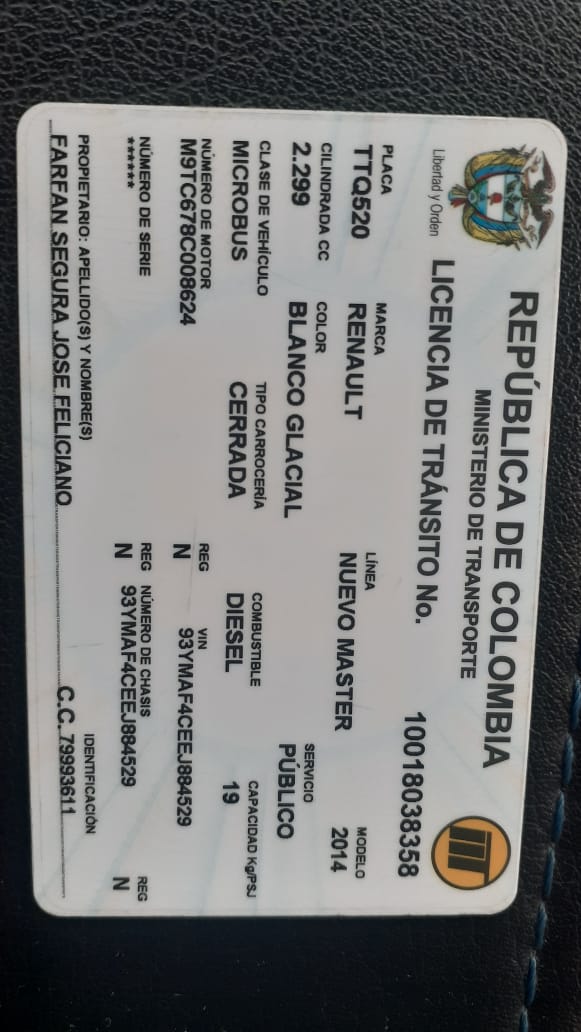 REPÚBLICA DE COLOMBIA
MINISTERIO DE TRANSPORTE
Libertad y Orden
LICENCIA DE TRÁNSITO No. 10018038358
PLACA MARCA LÍNEA MODELO
TTQ520 RENAULT NUEVO MASTER 2014
CILINDRADA CC COLOR SERVICIO
2.299 BLANCO GLACIAL PÚBLICO
CLASE DE VEHÍCULO TIPO CARROCERÍA COMBUSTIBLE CAPACIDAD Kg/PSJ
MICROBUS CERRADA DIESEL 19
NÚMERO DE MOTOR REG VIN
M9TC678C008624 N 93YMAF4CEEJ884529
NÚMERO DE SERIE REG NÚMERO DE CHASIS REG
****** N 93YMAF4CEEJ884529 N
PROPIETARIO: APELLIDO(S) Y NOMBRE(S) IDENTIFICACIÓN
FARFAN SEGURA JOSE FELICIANO C.C. 79993611